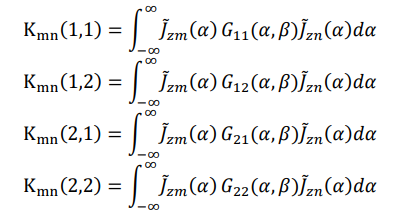 K_mn(1,1) = ∫_{-∞}^{∞} J̃_zm(α) G_11(α,β) J̃_zn(α)dα
K_mn(1,2) = ∫_{-∞}^{∞} J̃_zm(α) G_12(α,β) J̃_zn(α)dα
K_mn(2,1) = ∫_{-∞}^{∞} J̃_zm(α) G_21(α,β) J̃_zn(α)dα
K_mn(2,2) = ∫_{-∞}^{∞} J̃_zm(α) G_22(α,β) J̃_zn(α)dα